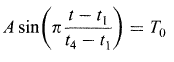 A sin(π (t − t₁)/(t₄ − t₁)) = T₀